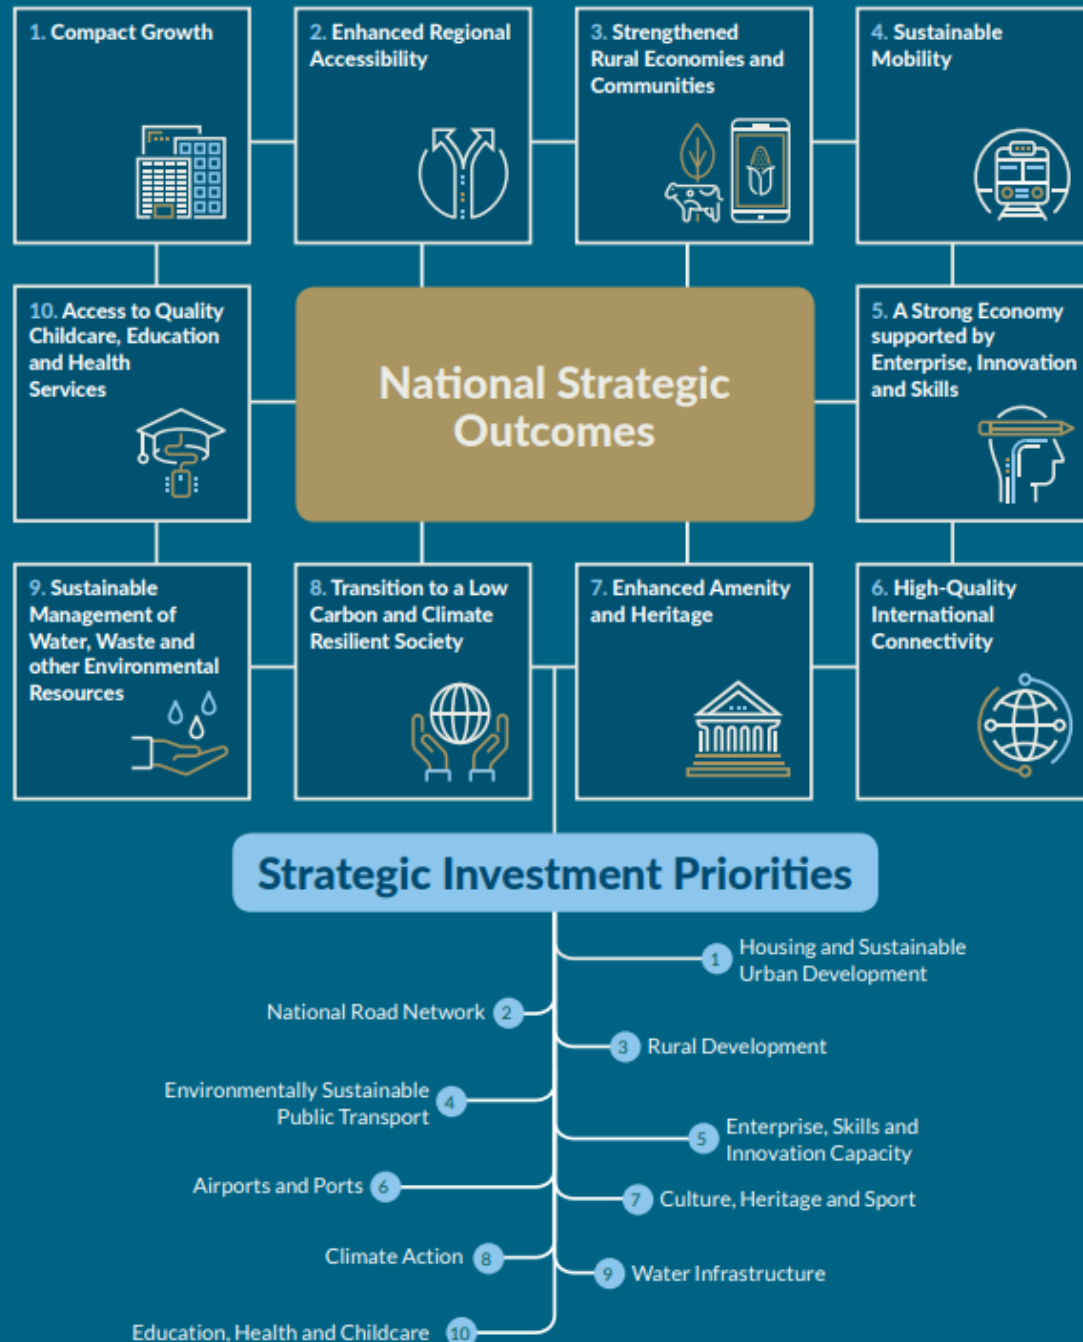 1. Compact Growth
2. Enhanced Regional
Accessibility
3. Strengthened
Rural Economies and
Communities
4. Sustainable
Mobility
10. Access to Quality
Childcare, Education
and Health
Services
National Strategic
Outcomes
5. A Strong Economy
supported by
Enterprise, Innovation
and Skills
9. Sustainable
Management of
Water, Waste and
other Environmental
Resources
8. Transition to a Low
Carbon and Climate
Resilient Society
7. Enhanced Amenity
and Heritage
6. High-Quality
International
Connectivity
Strategic Investment Priorities
1 Housing and Sustainable
Urban Development
National Road Network 2
3 Rural Development
Environmentally Sustainable
Public Transport 4
5 Enterprise, Skills and
Innovation Capacity
Airports and Ports 6
7 Culture, Heritage and Sport
Climate Action 8
9 Water Infrastructure
Education, Health and Childcare 10